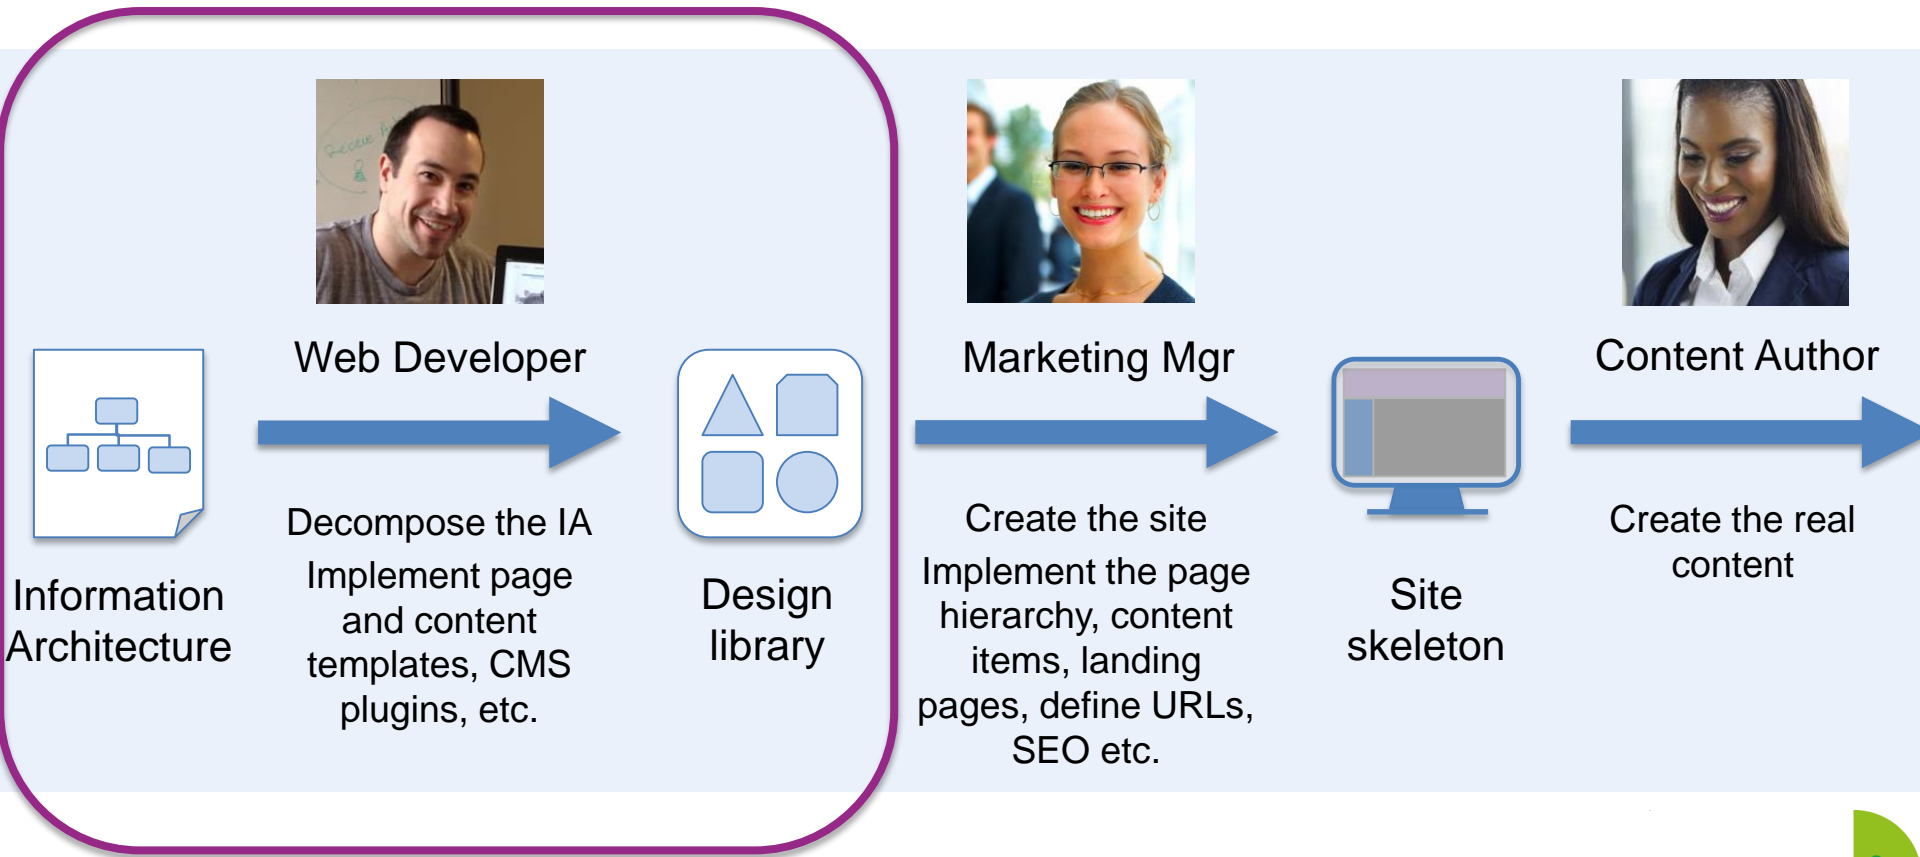 Web Developer
Marketing Mgr
Content Author
Information
Architecture
Decompose the IA
Implement page
and content
templates, CMS
plugins, etc.
Design
library
Create the site
Implement the page
hierarchy, content
items, landing
pages, define URLs,
SEO etc.
Site
skeleton
Create the real
content